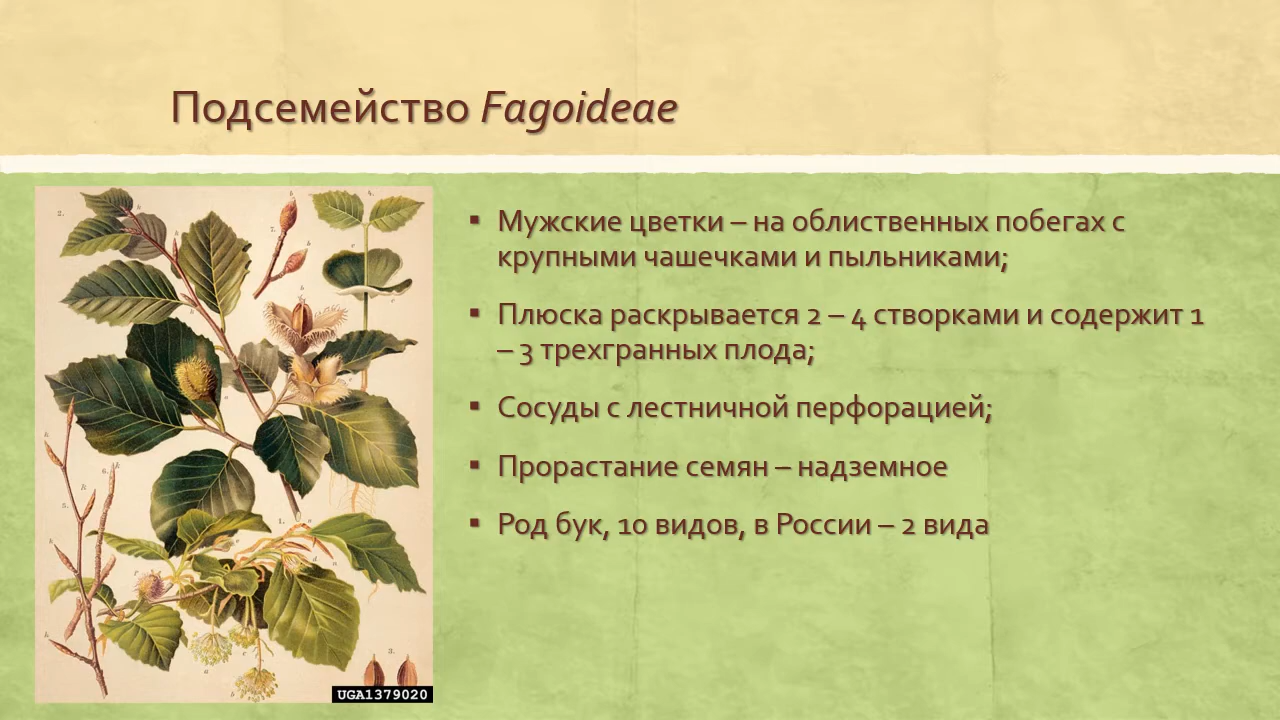 Подсемейство Fagoideae
▪ Мужские цветки – на облиственных побегах с
крупными чашечками и пыльниками;
▪ Плюска раскрывается 2 – 4 створками и содержит 1
– 3 трехгранных плода;
▪ Сосуды с лестничной перфорацией;
▪ Прорастание семян – надземное
▪ Род бук, 10 видов, в России – 2 вида
UGA1379020